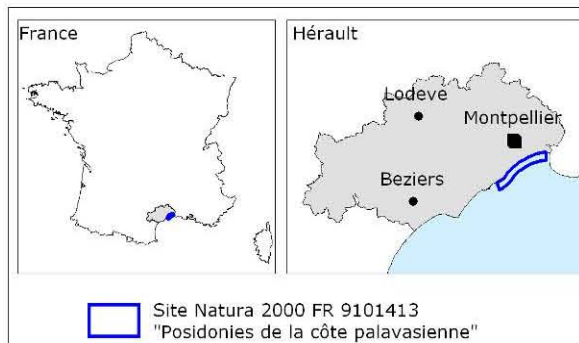 France
Hérault
Lodeve
Montpellier
Beziers
Site Natura 2000 FR 9101413
"Posidonies de la côte palavasienne"